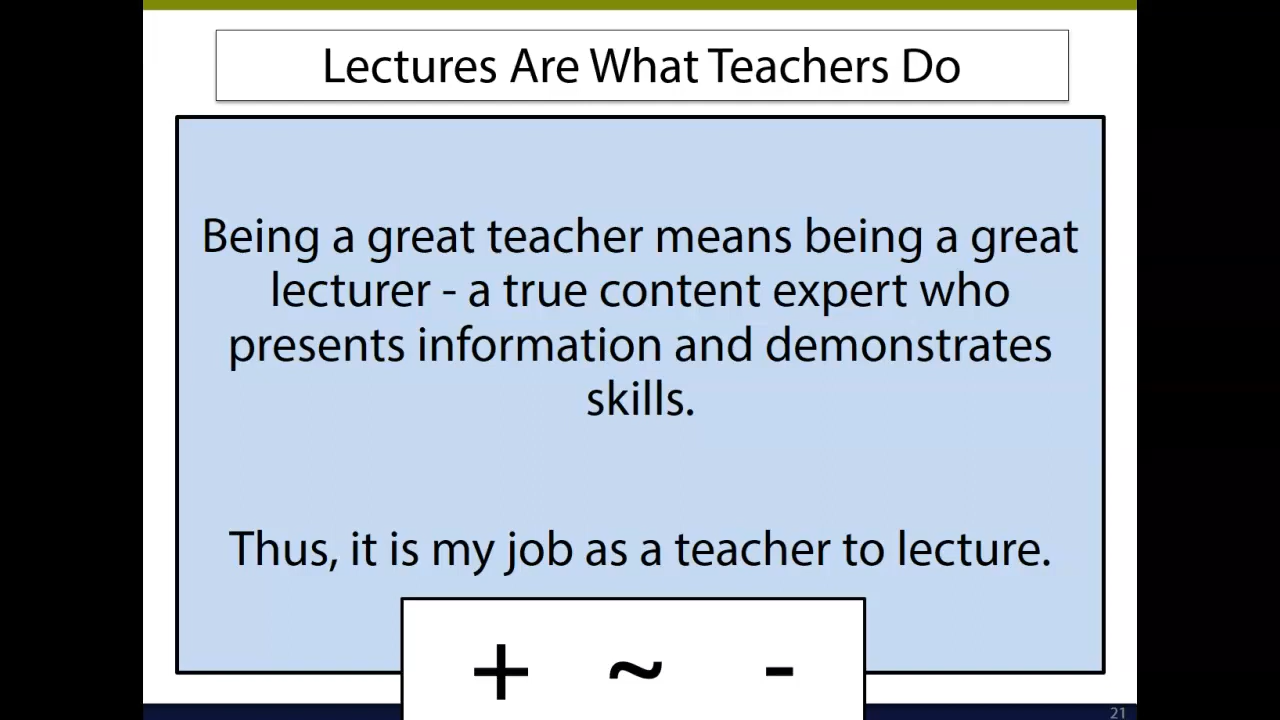 Lectures Are What Teachers Do
Being a great teacher means being a great
lecturer - a true content expert who
presents information and demonstrates
skills.
Thus, it is my job as a teacher to lecture.
+ ~ -
21